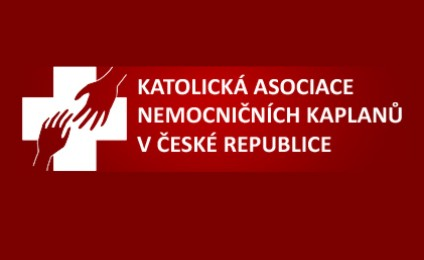 KATOLICKÁ ASOCIACE
NEMOCNIČNÍCH KAPLANŮ
V ČESKÉ REPUBLICE